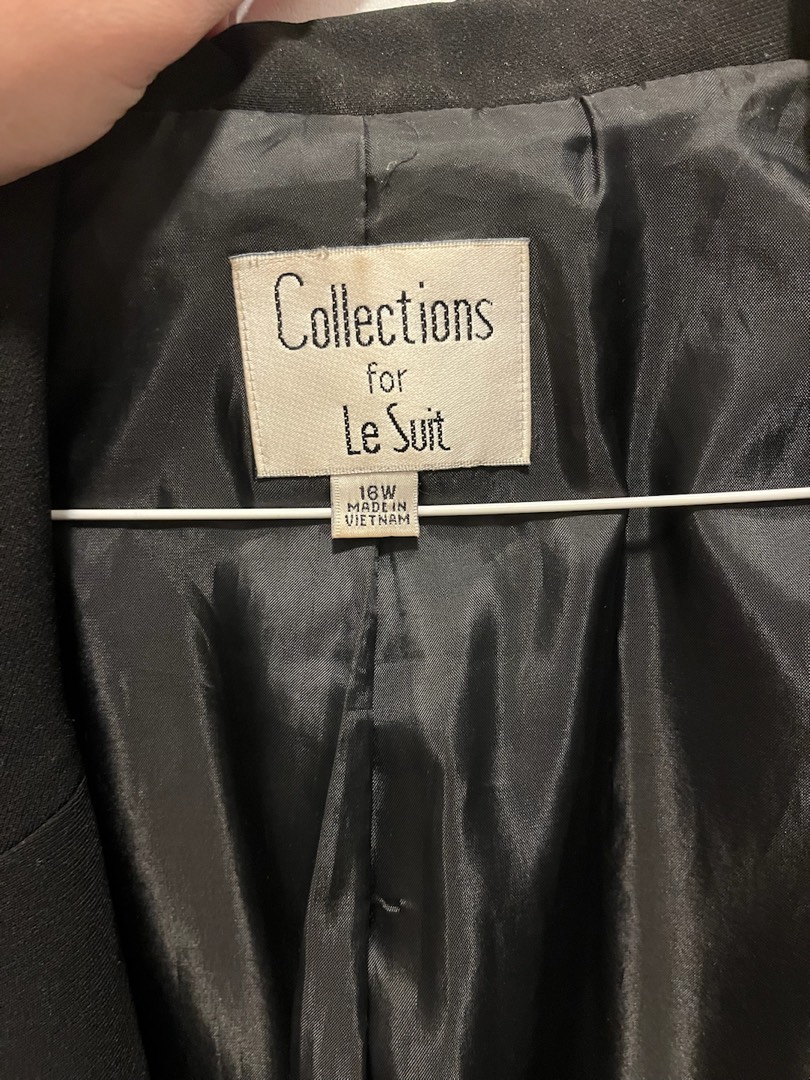 Collections
for
Le Suit
16W
MADE IN
VIETNAM